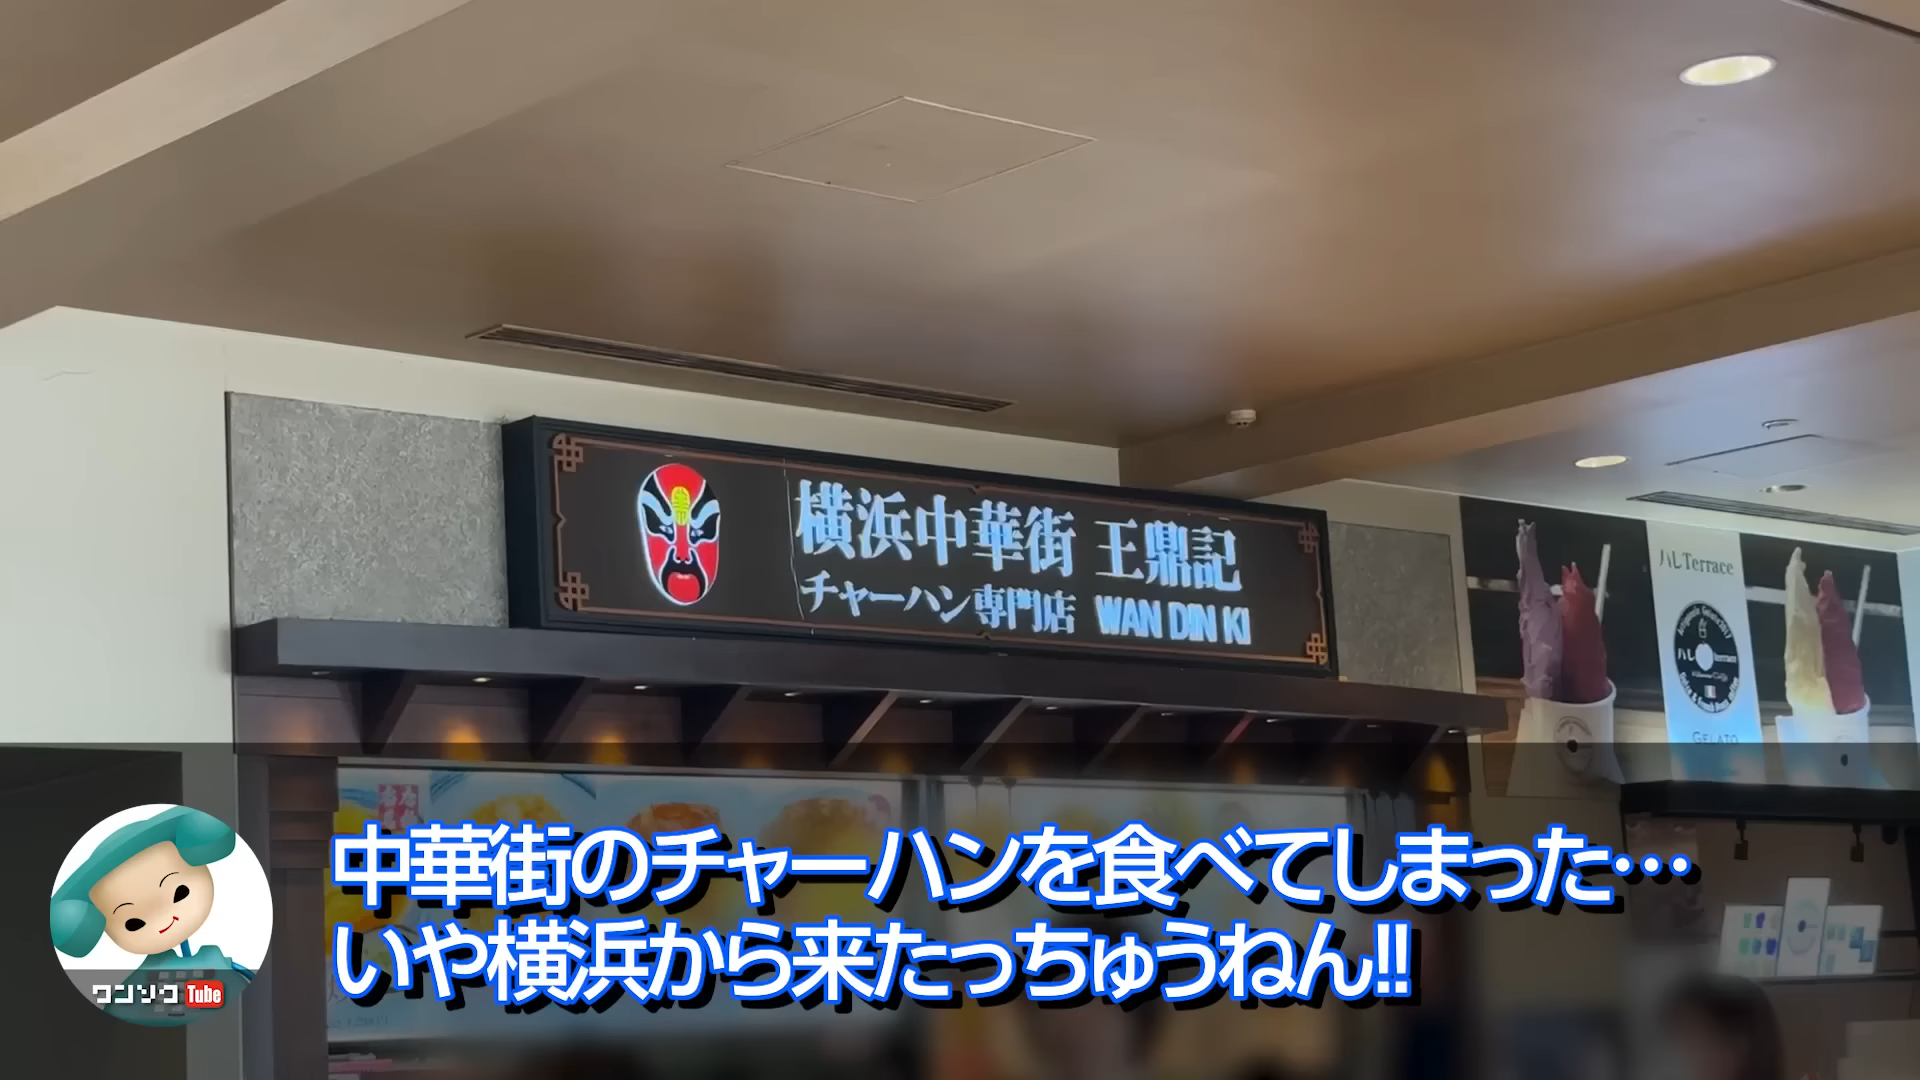 横浜中華街 王鼎記
チャーハン専門店 WAN DIN KI
ハレTerrace
GELATO
中華街のチャーハンを食べてしまった…
いや横浜から来たっちゅうねん!!
ワンソクTube